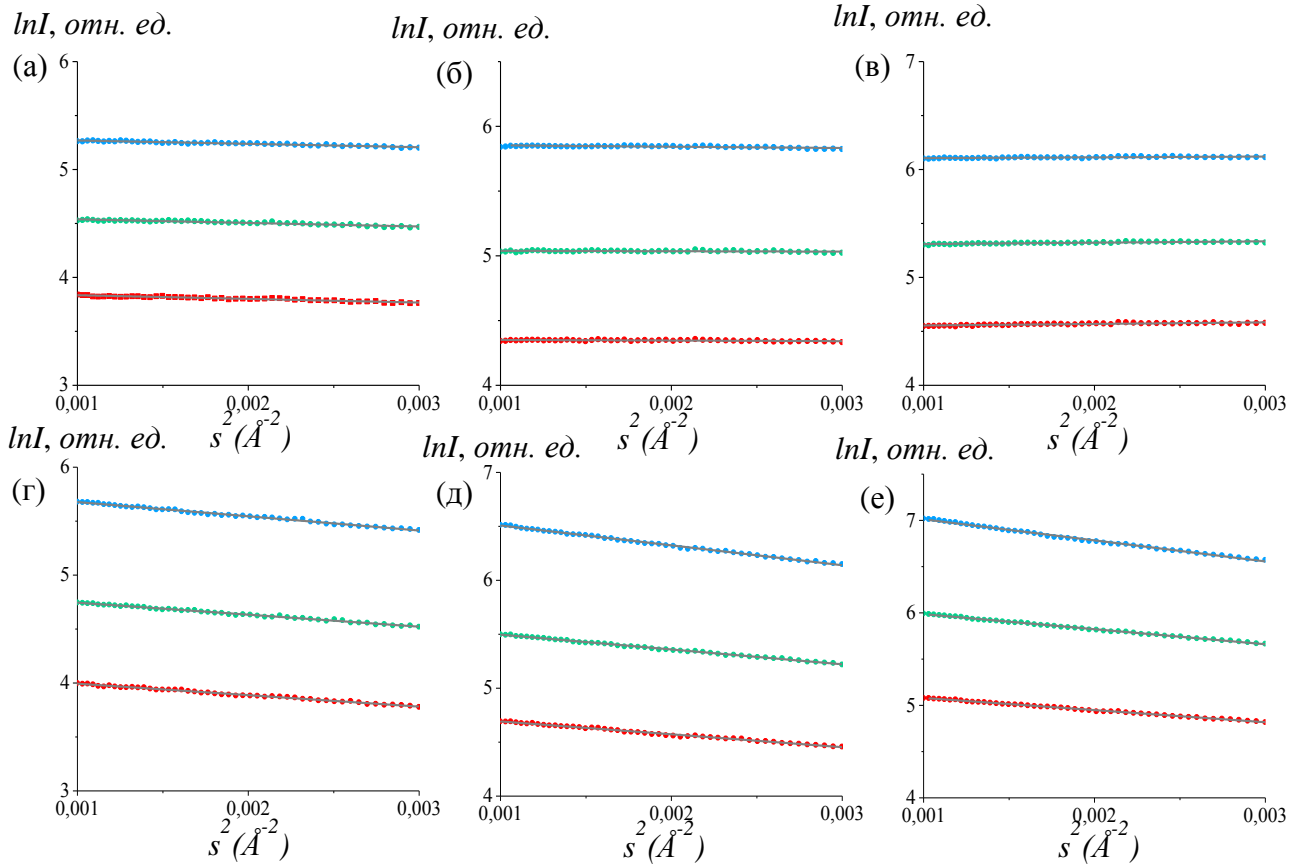 lnI, отн. ед.
(а)
6
5
4
3
0,001
0,002
0,003
s²(Å⁻²)
lnI, отн. ед.
(б)
6
5
4
0,001
0,002
0,003
s²(Å⁻²)
lnI, отн. ед.
(в)
7
6
5
4
0,001
0,002
0,003
s²(Å⁻²)
lnI, отн. ед.
(г)
6
5
4
3
0,001
0,002
0,003
s²(Å⁻²)
lnI, отн. ед.
(д)
7
6
5
4
0,001
0,002
0,003
s²(Å⁻²)
lnI, отн. ед.
(е)
7
6
5
4
0,001
0,002
0,003
s²(Å⁻²)